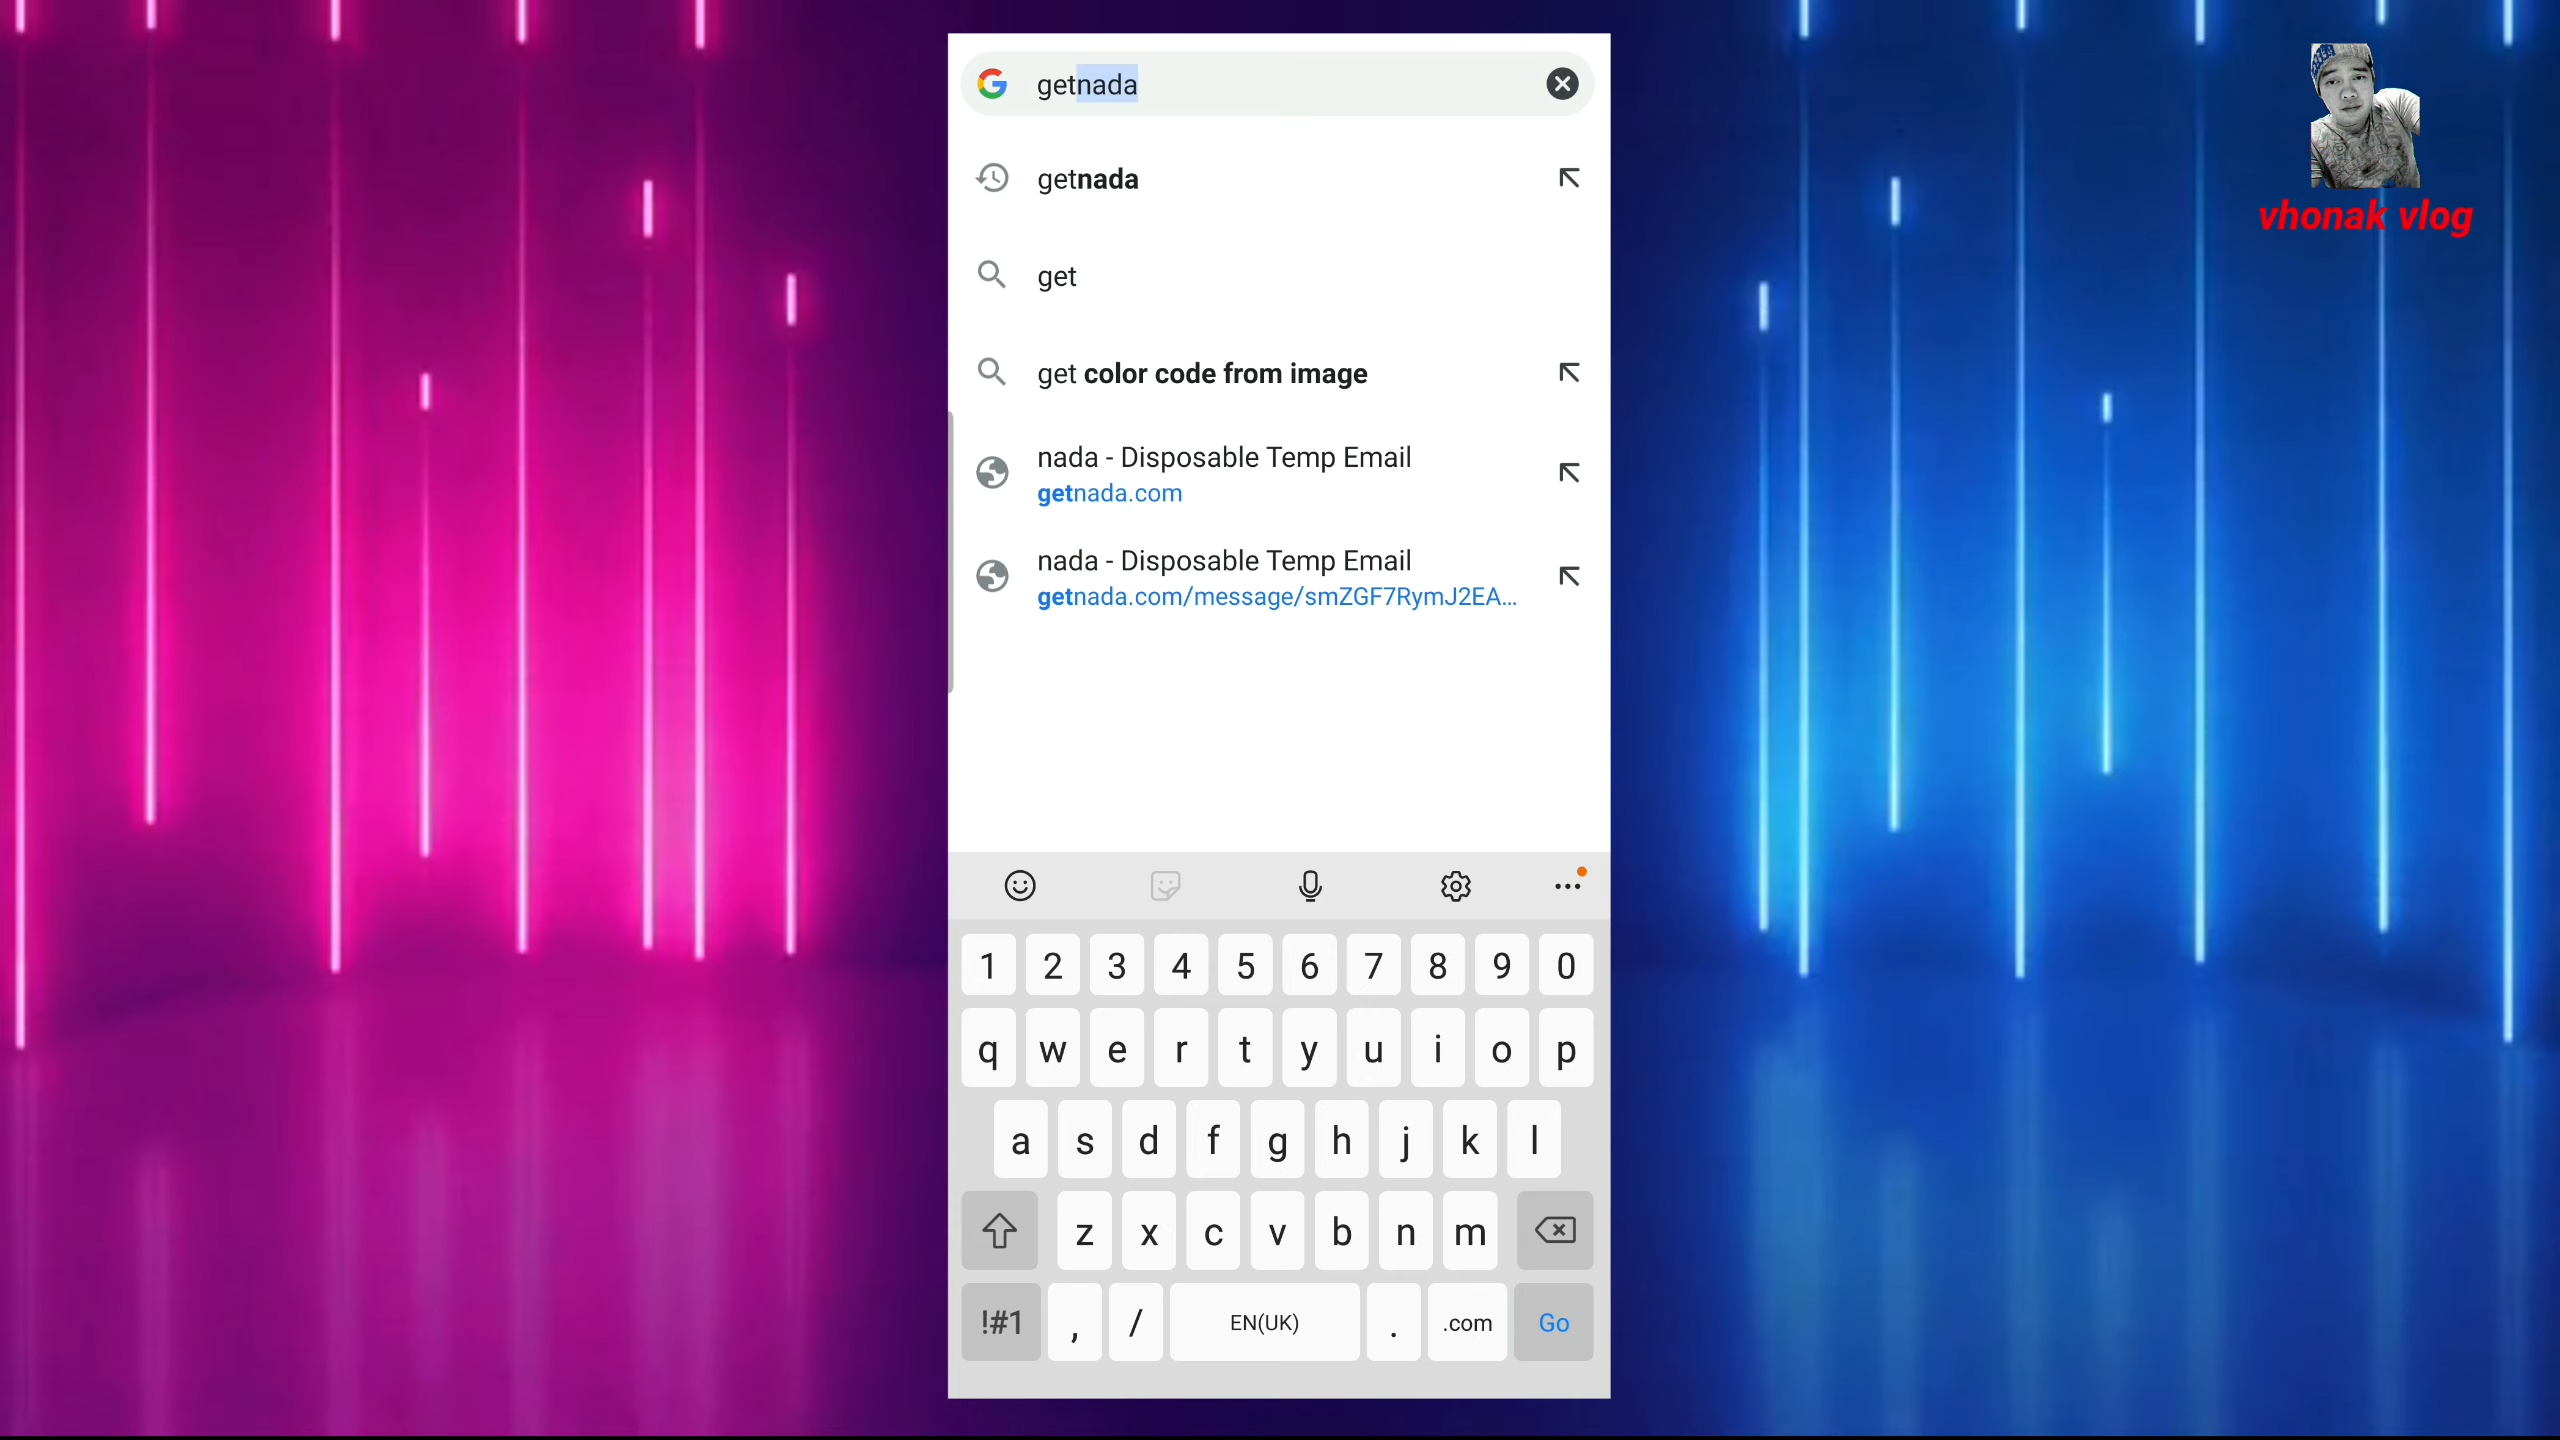 getnada
vhonak vlog
getnada
get
get color code from image
nada - Disposable Temp Email
getnada.com
nada - Disposable Temp Email
getnada.com/message/smZGF7RymJ2EA...
1 2 3 4 5 6 7 8 9 0
q w e r t y u i o p
a s d f g h j k l
z x c v b n m
!#1 , / EN(UK) . .com Go